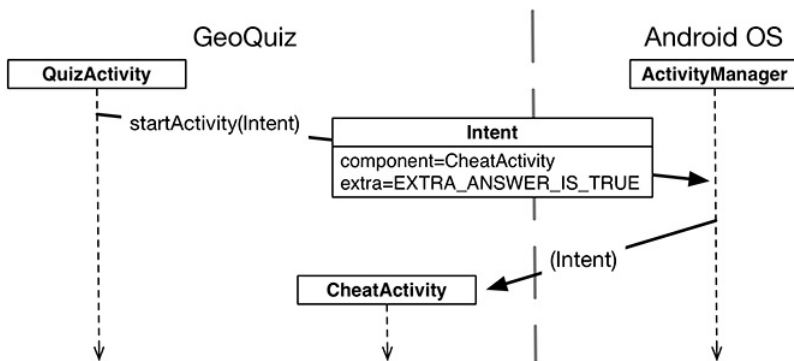 GeoQuiz
Android OS
QuizActivity
ActivityManager
startActivity(Intent)
Intent
component=CheatActivity
extra=EXTRA_ANSWER_IS_TRUE
(Intent)
CheatActivity